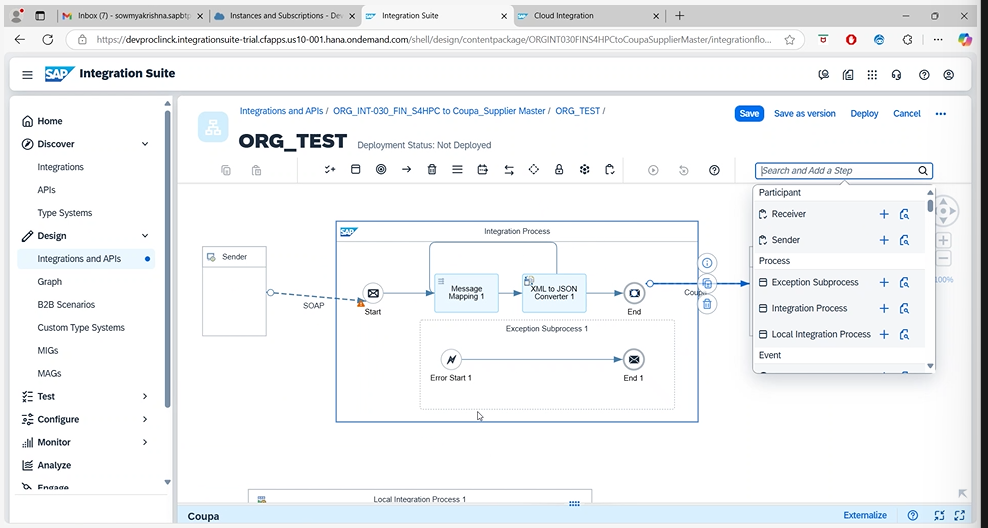 Inbox (7) - sowmyakrishna.sapbtp
Instances and Subscriptions - Dev
Integration Suite
Cloud Integration
https://devproclinck.integrationsuite-trial.cfapps.us10-001.hana.ondemand.com/shell/design/contentpackage/ORGINT030FINS4HPCtoCoupaSupplierMaster/integrationflo...
SAP Integration Suite
Home
Discover
Integrations
APIs
Type Systems
Design
Integrations and APIs
Graph
B2B Scenarios
Custom Type Systems
MIGs
MAGs
Test
Configure
Monitor
Analyze
Engage
Integrations and APIs / ORG_INT-030_FIN_S4HPC to Coupa_Supplier Master / ORG_TEST /
ORG_TEST Deployment Status: Not Deployed
Save Save as version Deploy Cancel
Search and Add a Step
Participant
Receiver
Sender
Process
Exception Subprocess
Integration Process
Local Integration Process
Event
100%
SAP Integration Process
Sender
SOAP
Start
Message
Mapping 1
XML to JSON
Converter 1
End
Exception Subprocess 1
Error Start 1
End 1
Local Integration Process 1
Coupa
Externalize